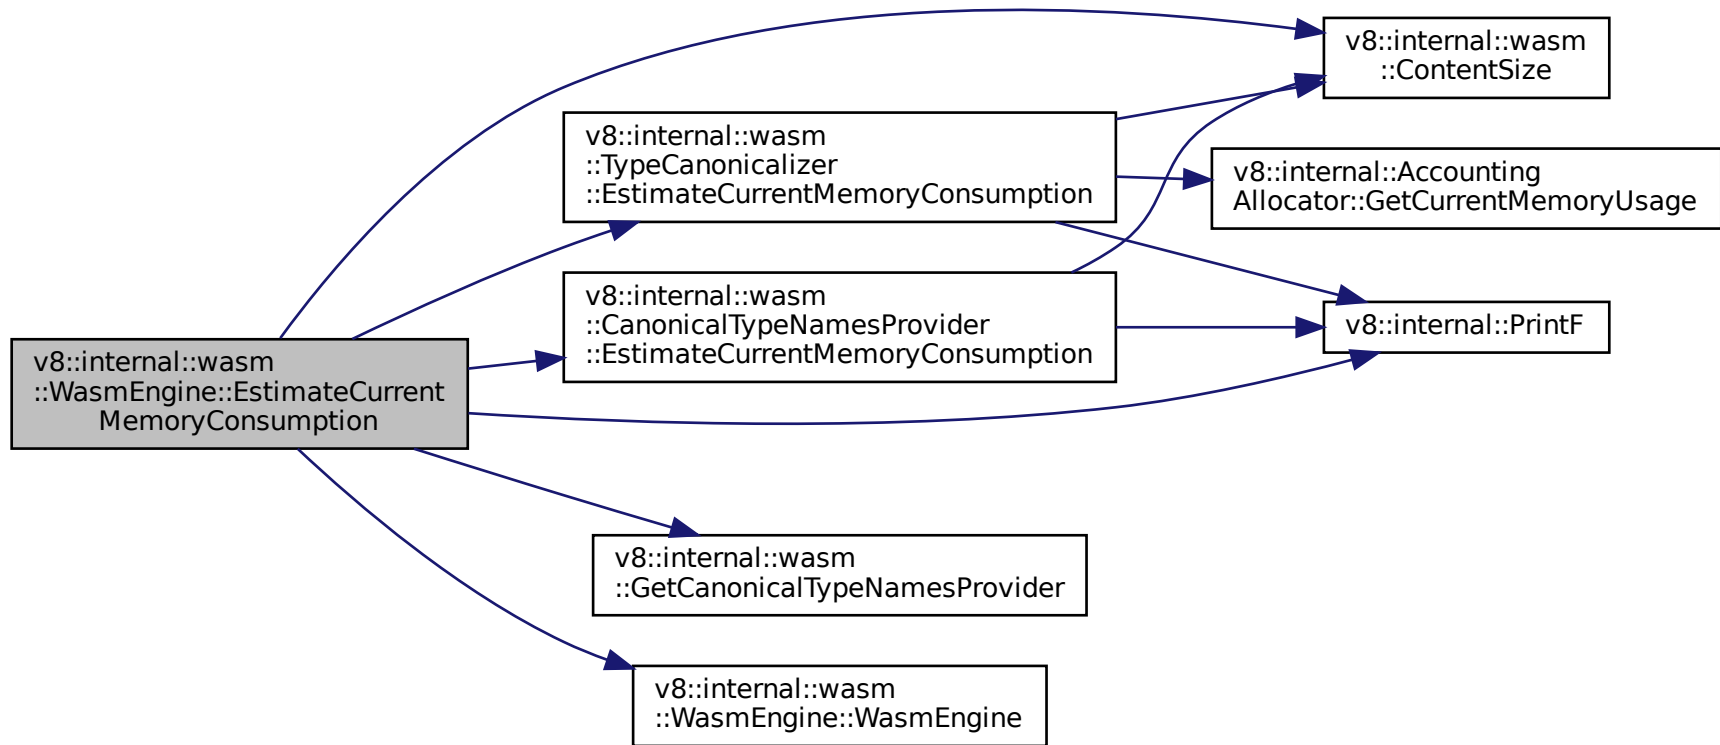 v8::internal::wasm
::ContentSize
v8::internal::wasm
::TypeCanonicalizer
::EstimateCurrentMemoryConsumption
v8::internal::Accounting
Allocator::GetCurrentMemoryUsage
v8::internal::wasm
::CanonicalTypeNamesProvider
::EstimateCurrentMemoryConsumption
v8::internal::PrintF
v8::internal::wasm
::WasmEngine::EstimateCurrent
MemoryConsumption
v8::internal::wasm
::GetCanonicalTypeNamesProvider
v8::internal::wasm
::WasmEngine::WasmEngine